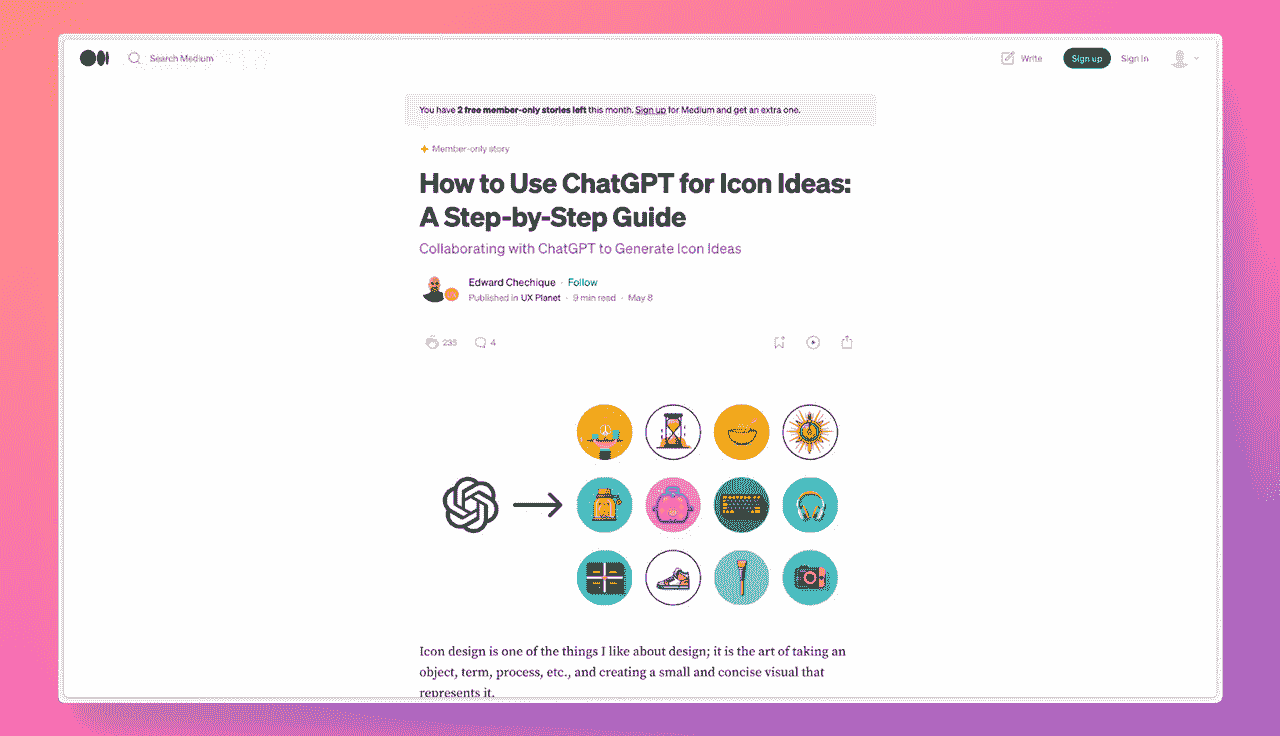 Search Medium
Write
Sign up
Sign In
You have 2 free member-only stories left this month. Sign up for Medium and get an extra one.
Member-only story
How to Use ChatGPT for Icon Ideas:
A Step-by-Step Guide
Collaborating with ChatGPT to Generate Icon Ideas
Edward Chechique · Follow
Published in UX Planet · 9 min read · May 8
235
4
Icon design is one of the things I like about design; it is the art of taking an
object, term, process, etc., and creating a small and concise visual that
represents it.